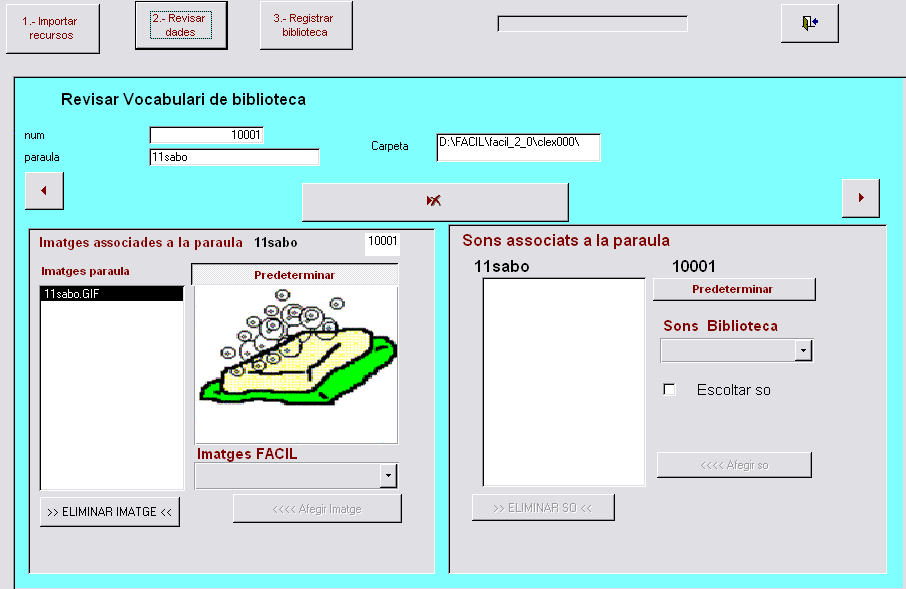 1.- Importar
recursos
2.- Revisar
dades
3.- Registrar
biblioteca
Revisar Vocabulari de biblioteca
num
10001
paraula
11sabo
Carpeta
D:\FACIL\facil_2_0\clex000\
Imatges associades a la paraula 11sabo
10001
Imatges paraula
Predeterminar
11sabo.GIF
Imatges FACIL
>> ELIMINAR IMATGE <<
<<<< Afegir Imatge
Sons associats a la paraula
11sabo 10001
Predeterminar
Sons Biblioteca
Escoltar so
<<<< Afegir so
>> ELIMINAR SO <<